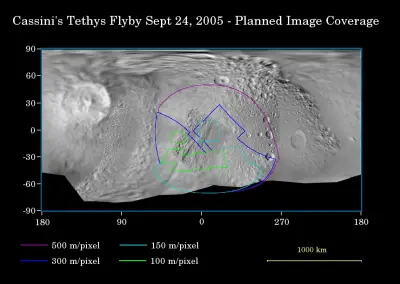 Cassini's Tethys Flyby Sept 24, 2005 - Planned Image Coverage
90
60
30
0
-30
-60
-90
180 90 0 270 180
500 m/pixel 150 m/pixel
300 m/pixel 100 m/pixel
1000 km